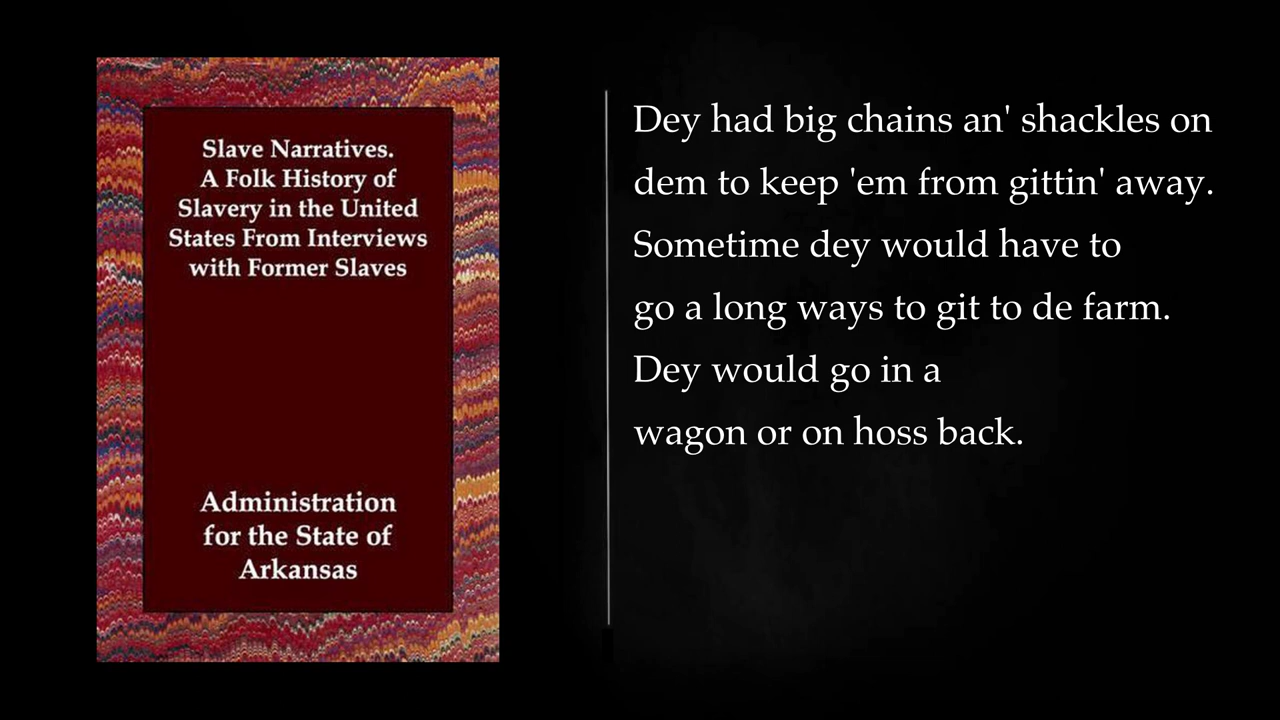 Slave Narratives.
A Folk History of
Slavery in the United
States From Interviews
with Former Slaves
Administration
for the State of
Arkansas
Dey had big chains an' shackles on
dem to keep 'em from gittin' away.
Sometime dey would have to
go a long ways to git to de farm.
Dey would go in a
wagon or on hoss back.